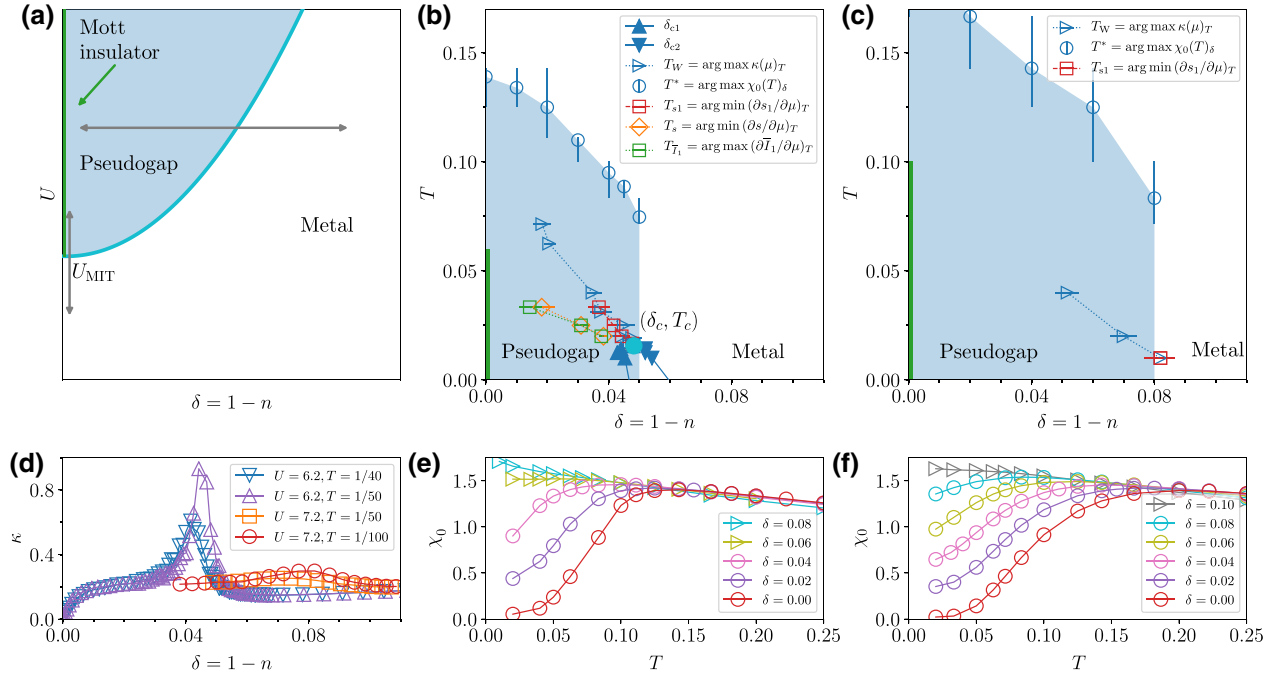 (a)
Mott
insulator
Pseudogap
Metal
U_MIT
U
δ = 1 − n
(b)
δ_c1
δ_c2
T_W = arg max κ(μ)_T
T* = arg max χ_0(T)_δ
T_s1 = arg min (∂s_1/∂μ)_T
T_s = arg min (∂s/∂μ)_T
T_{\overline{I}_1} = arg max (∂\overline{I}_1/∂μ)_T
(δ_c, T_c)
Pseudogap
Metal
T
0.15
0.10
0.05
0.00
0.00 0.04 0.08
δ = 1 − n
(c)
T_W = arg max κ(μ)_T
T* = arg max χ_0(T)_δ
T_s1 = arg min (∂s_1/∂μ)_T
Pseudogap
Metal
T
0.15
0.10
0.05
0.00
0.00 0.04 0.08
δ = 1 − n
(d)
U = 6.2, T = 1/40
U = 6.2, T = 1/50
U = 7.2, T = 1/50
U = 7.2, T = 1/100
κ
0.8
0.4
0.0
0.00 0.04 0.08
δ = 1 − n
(e)
δ = 0.08
δ = 0.06
δ = 0.04
δ = 0.02
δ = 0.00
χ_0
1.5
1.0
0.5
0.0
0.00 0.05 0.10 0.15 0.20 0.25
T
(f)
δ = 0.10
δ = 0.08
δ = 0.06
δ = 0.04
δ = 0.02
δ = 0.00
χ_0
1.5
1.0
0.5
0.0
0.00 0.05 0.10 0.15 0.20 0.25
T